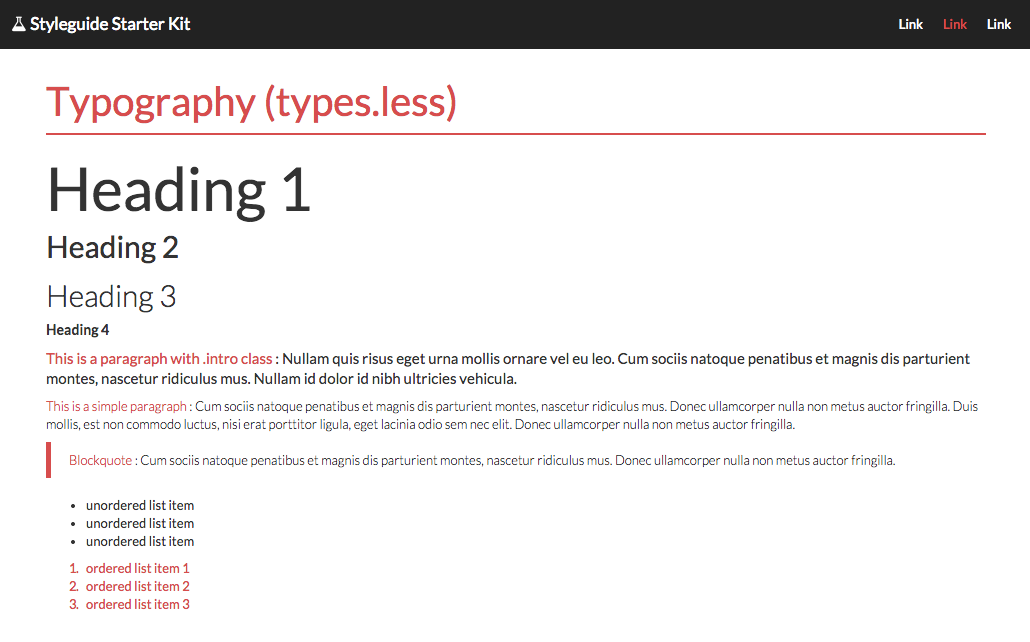 Styleguide Starter Kit
Link Link Link
Typography (types.less)
Heading 1
Heading 2
Heading 3
Heading 4
This is a paragraph with .intro class : Nullam quis risus eget urna mollis ornare vel eu leo. Cum sociis natoque penatibus et magnis dis parturient
montes, nascetur ridiculus mus. Nullam id dolor id nibh ultricies vehicula.
This is a simple paragraph : Cum sociis natoque penatibus et magnis dis parturient montes, nascetur ridiculus mus. Donec ullamcorper nulla non metus auctor fringilla. Duis
mollis, est non commodo luctus, nisi erat porttitor ligula, eget lacinia odio sem nec elit. Donec ullamcorper nulla non metus auctor fringilla.
Blockquote : Cum sociis natoque penatibus et magnis dis parturient montes, nascetur ridiculus mus. Donec ullamcorper nulla non metus auctor fringilla.
• unordered list item
• unordered list item
• unordered list item
1. ordered list item 1
2. ordered list item 2
3. ordered list item 3